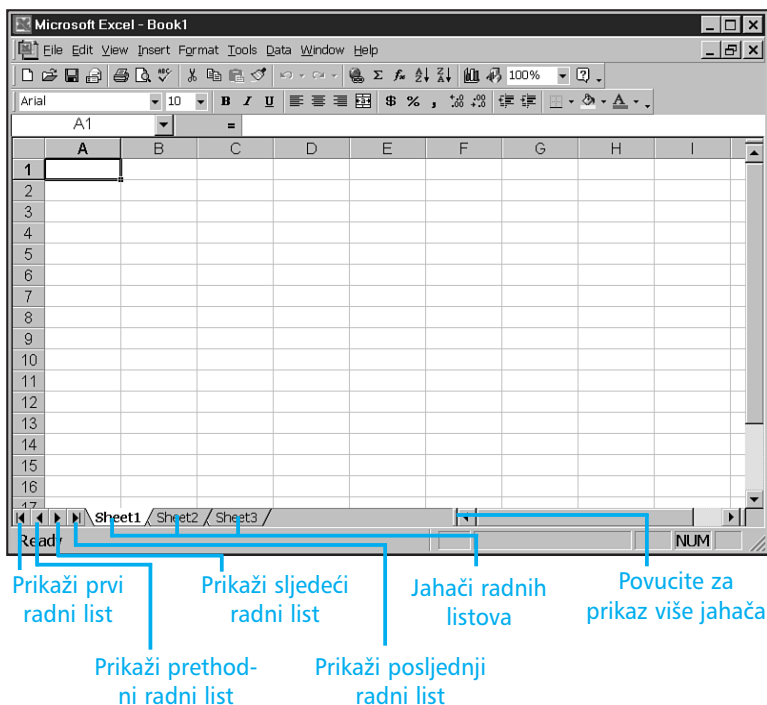 Microsoft Excel - Book1
File Edit View Insert Format Tools Data Window Help
100%
Arial 10 B I U $ % ,
A1 =
A B C D E F G H I
1
2
3
4
5
6
7
8
9
10
11
12
13
14
15
16
17
Sheet1 Sheet2 Sheet3
Ready NUM
Prikaži prvi
radni list
Prikaži sljedeći
radni list
Jahači radnih
listova
Povucite za
prikaz više jahača
Prikaži prethod-
ni radni list
Prikaži posljednji
radni list